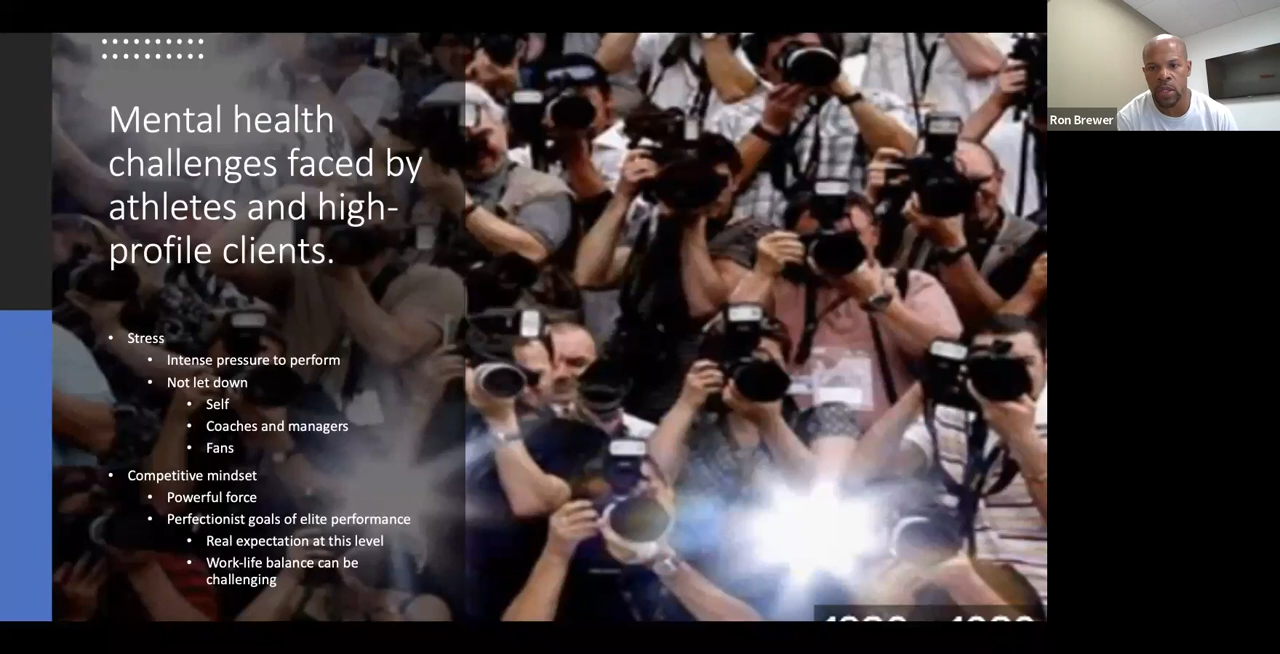 Mental health
challenges faced by
athletes and high-
profile clients.
• Stress
• Intense pressure to perform
• Not let down
• Self
• Coaches and managers
• Fans
• Competitive mindset
• Powerful force
• Perfectionist goals of elite performance
• Real expectation at this level
• Work-life balance can be
challenging
Ron Brewer